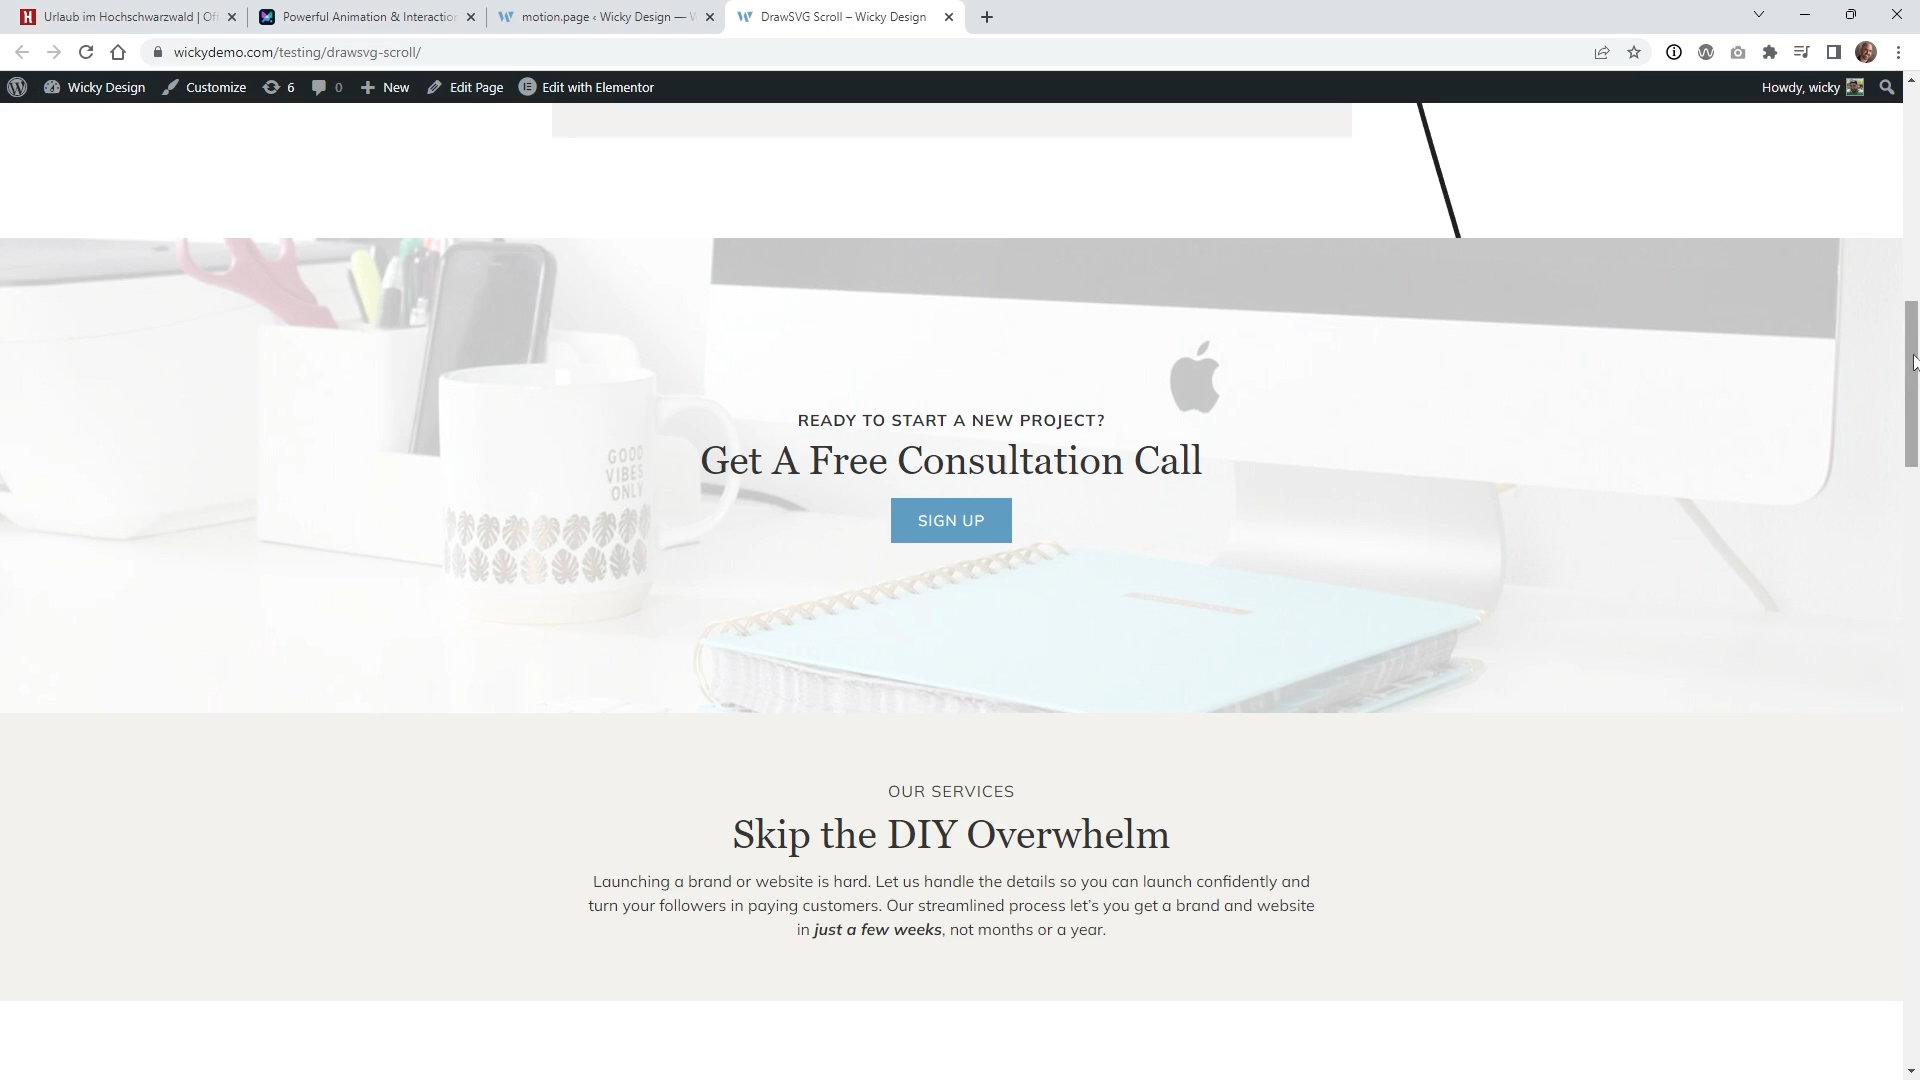 Urlaub im Hochschwarzwald | Off
Powerful Animation & Interaction
motion.page ‹ Wicky Design — W
DrawSVG Scroll – Wicky Design
wickydemo.com/testing/drawsvg-scroll/
Wicky Design
Customize
6
0
New
Edit Page
Edit with Elementor
Howdy, wicky
GOOD
VIBES
ONLY
READY TO START A NEW PROJECT?
Get A Free Consultation Call
SIGN UP
OUR SERVICES
Skip the DIY Overwhelm
Launching a brand or website is hard. Let us handle the details so you can launch confidently and
turn your followers in paying customers. Our streamlined process let's you get a brand and website
in just a few weeks, not months or a year.